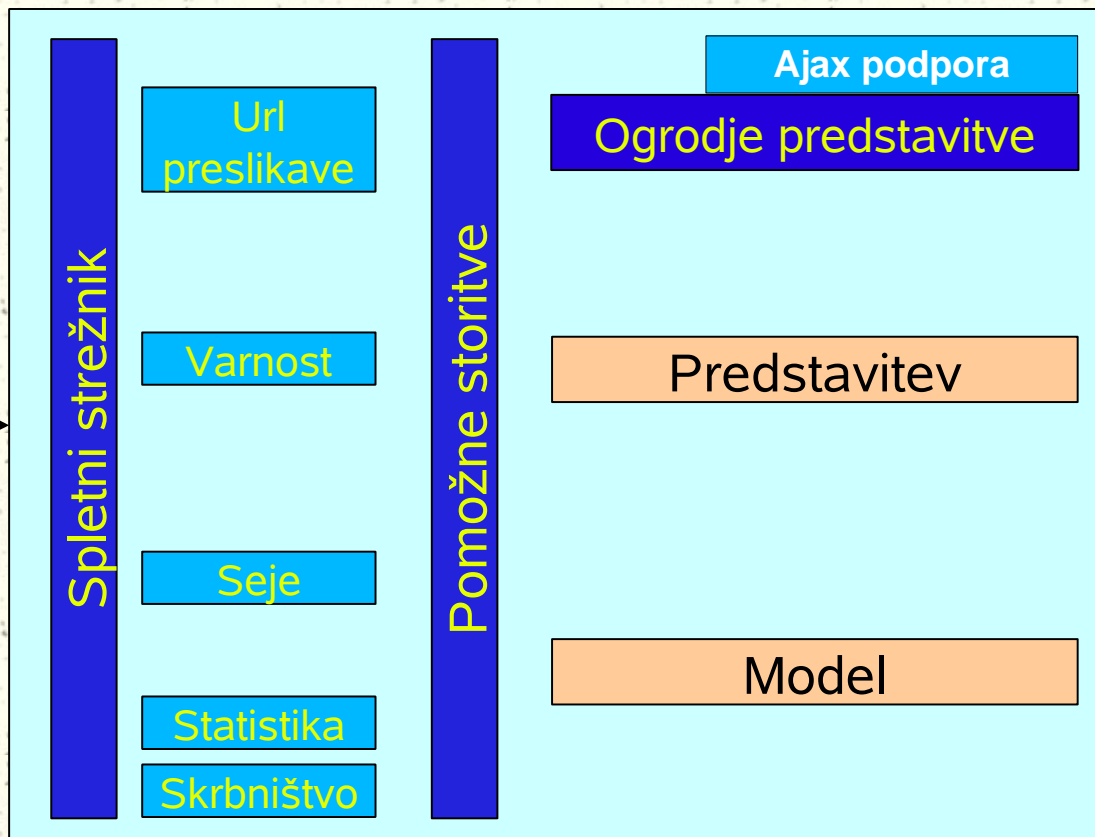 Spletni strežnik
Url
preslikave
Varnost
Seje
Statistika
Skrbništvo
Pomožne storitve
Ajax podpora
Ogrodje predstavitve
Predstavitev
Model